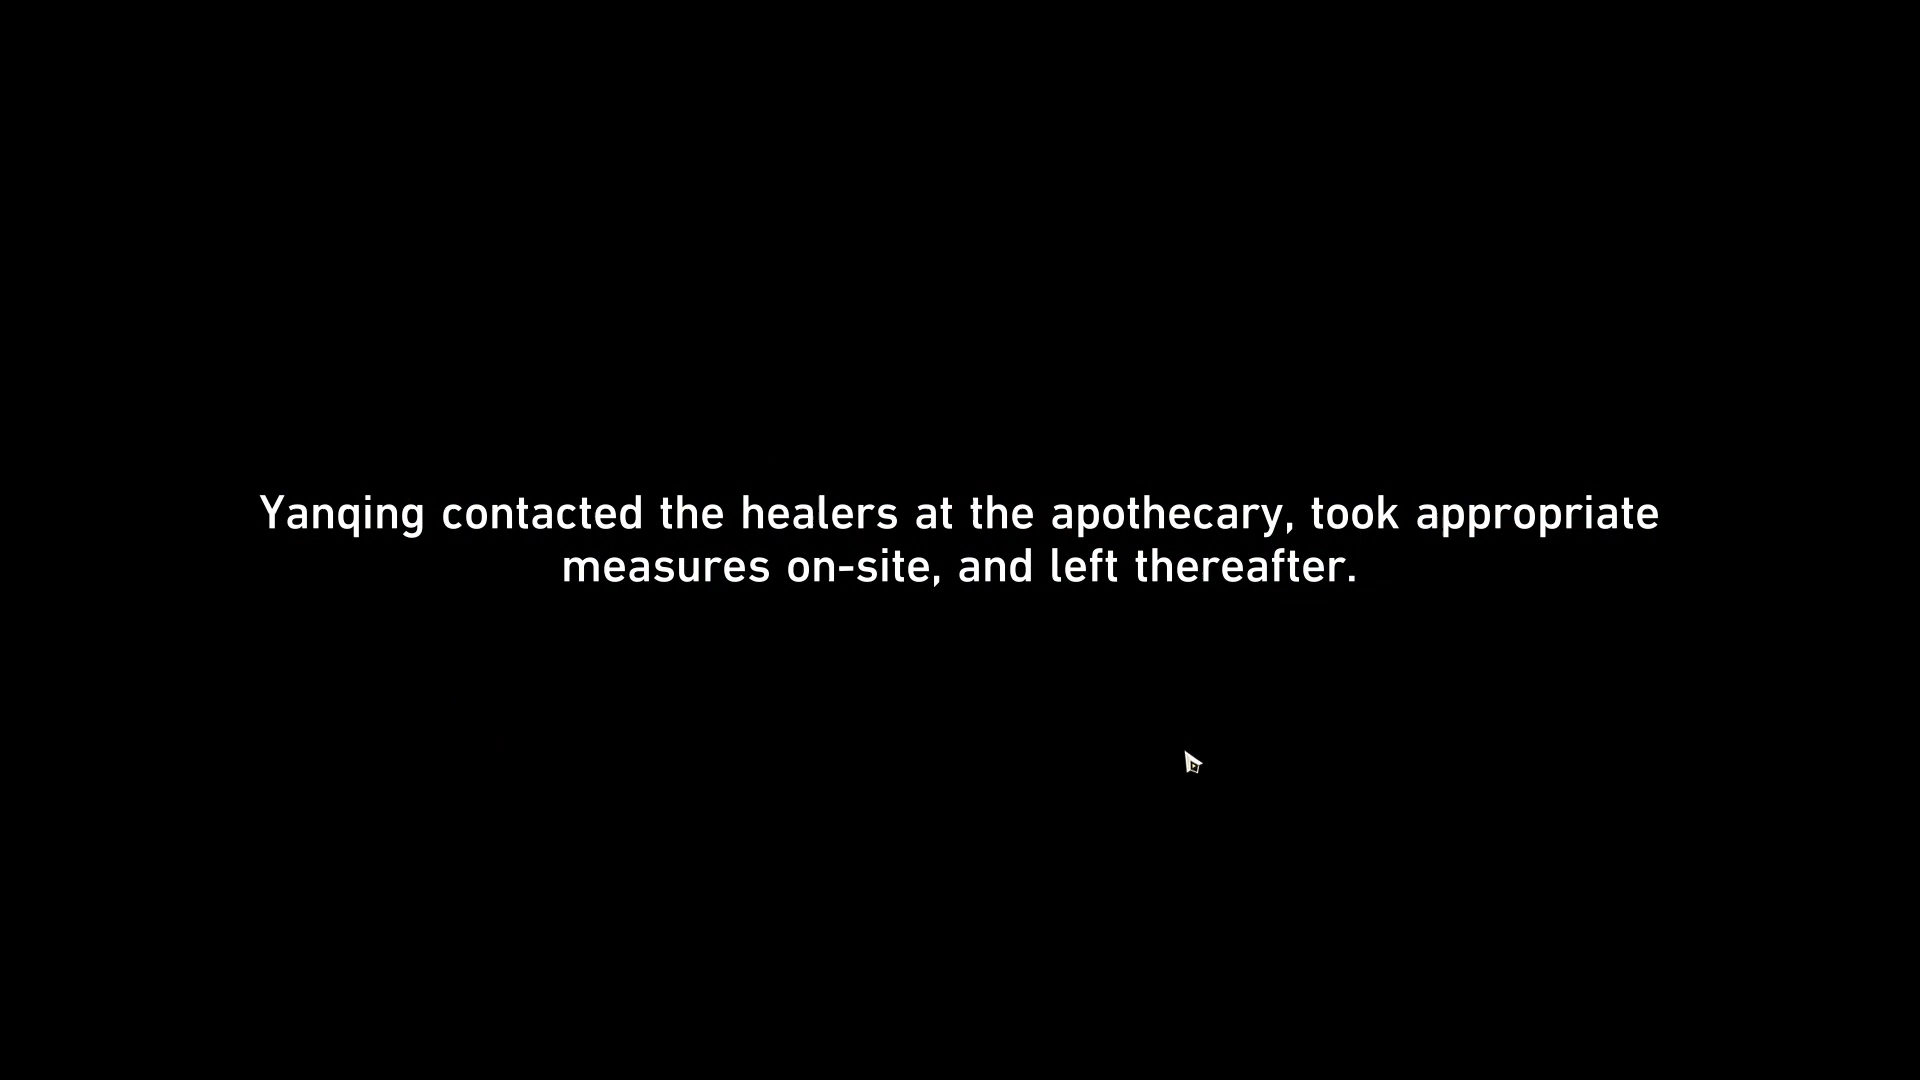 Yanqing contacted the healers at the apothecary, took appropriate
measures on-site, and left thereafter.